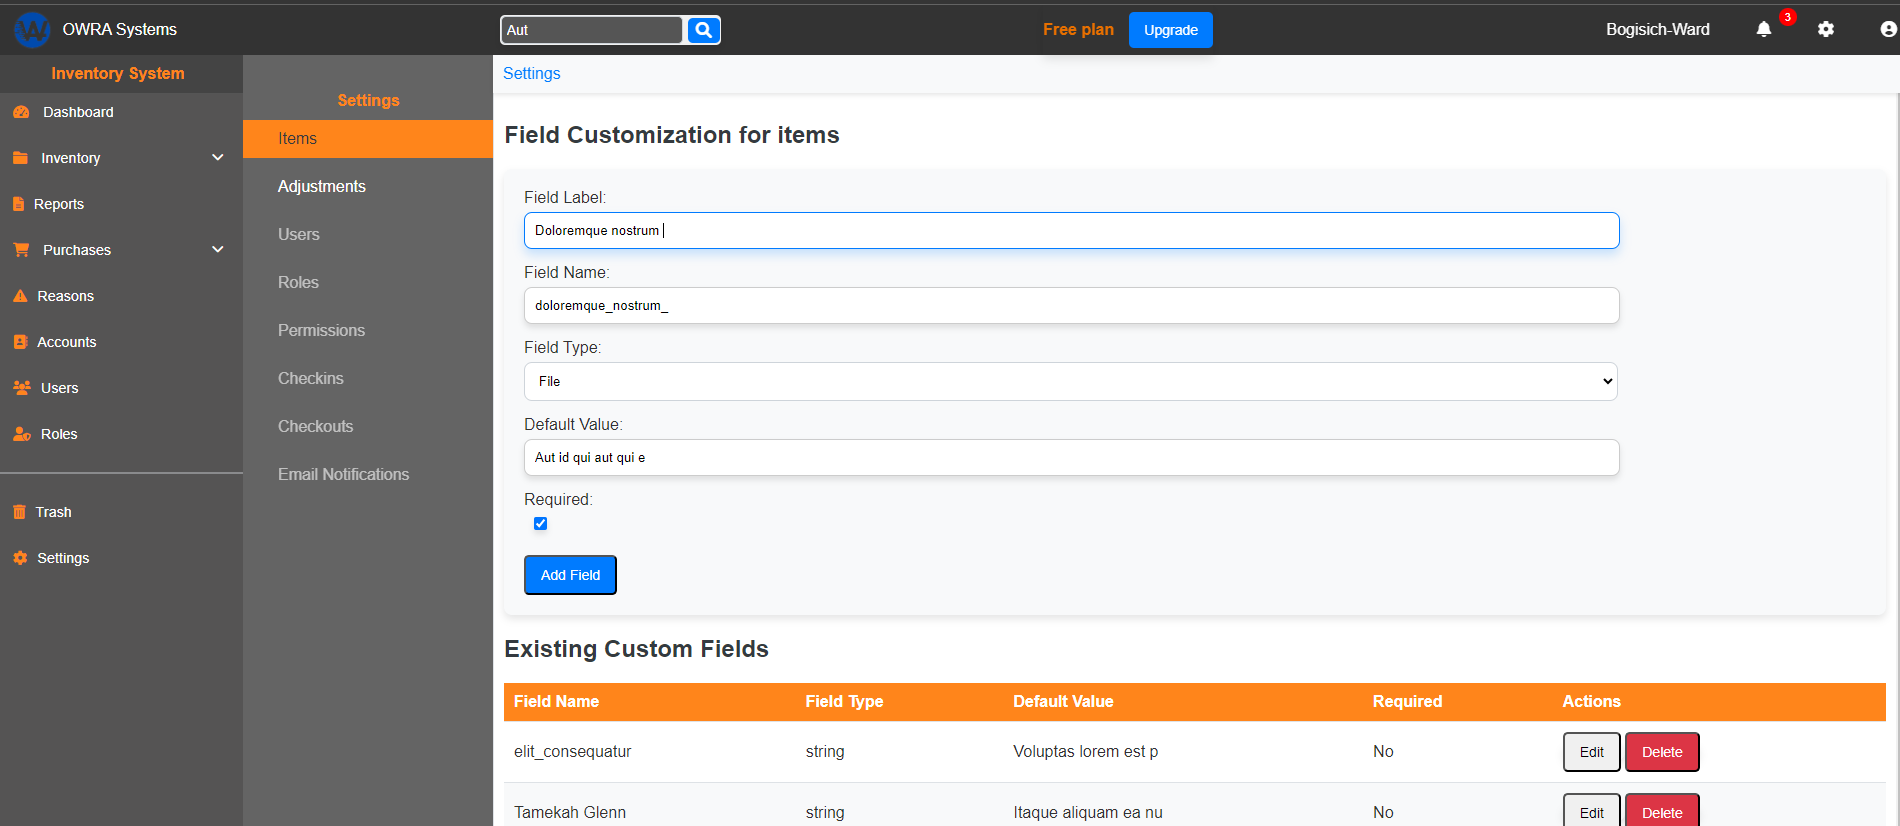 OWRA Systems
Aut
Free plan
Upgrade
Bogisich-Ward
3
Inventory System
Dashboard
Inventory
Reports
Purchases
Reasons
Accounts
Users
Roles
Trash
Settings
Settings
Items
Adjustments
Users
Roles
Permissions
Checkins
Checkouts
Email Notifications
Settings
Field Customization for items
Field Label:
Doloremque nostrum
Field Name:
doloremque_nostrum_
Field Type:
File
Default Value:
Aut id qui aut qui e
Required:
Add Field
Existing Custom Fields
Field Name Field Type Default Value Required Actions
elit_consequatur string Voluptas lorem est p No Edit Delete
Tamekah Glenn string Itaque aliquam ea nu No Edit Delete